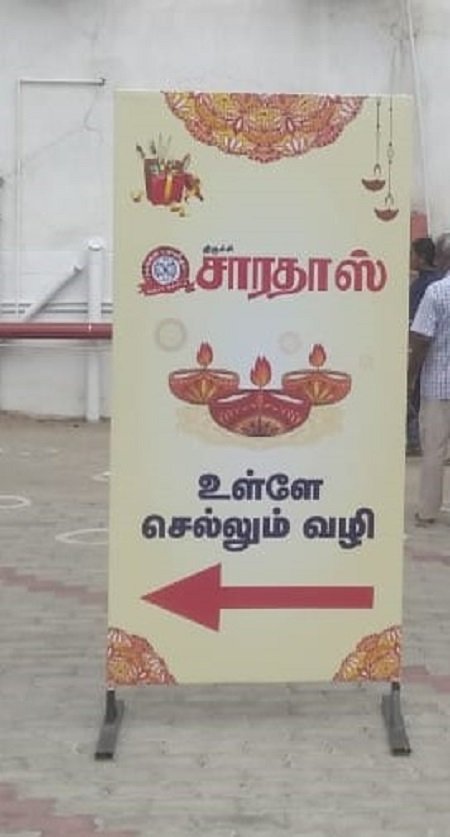 திருச்சி
சாரதாஸ்
உள்ளே
செல்லும் வழி